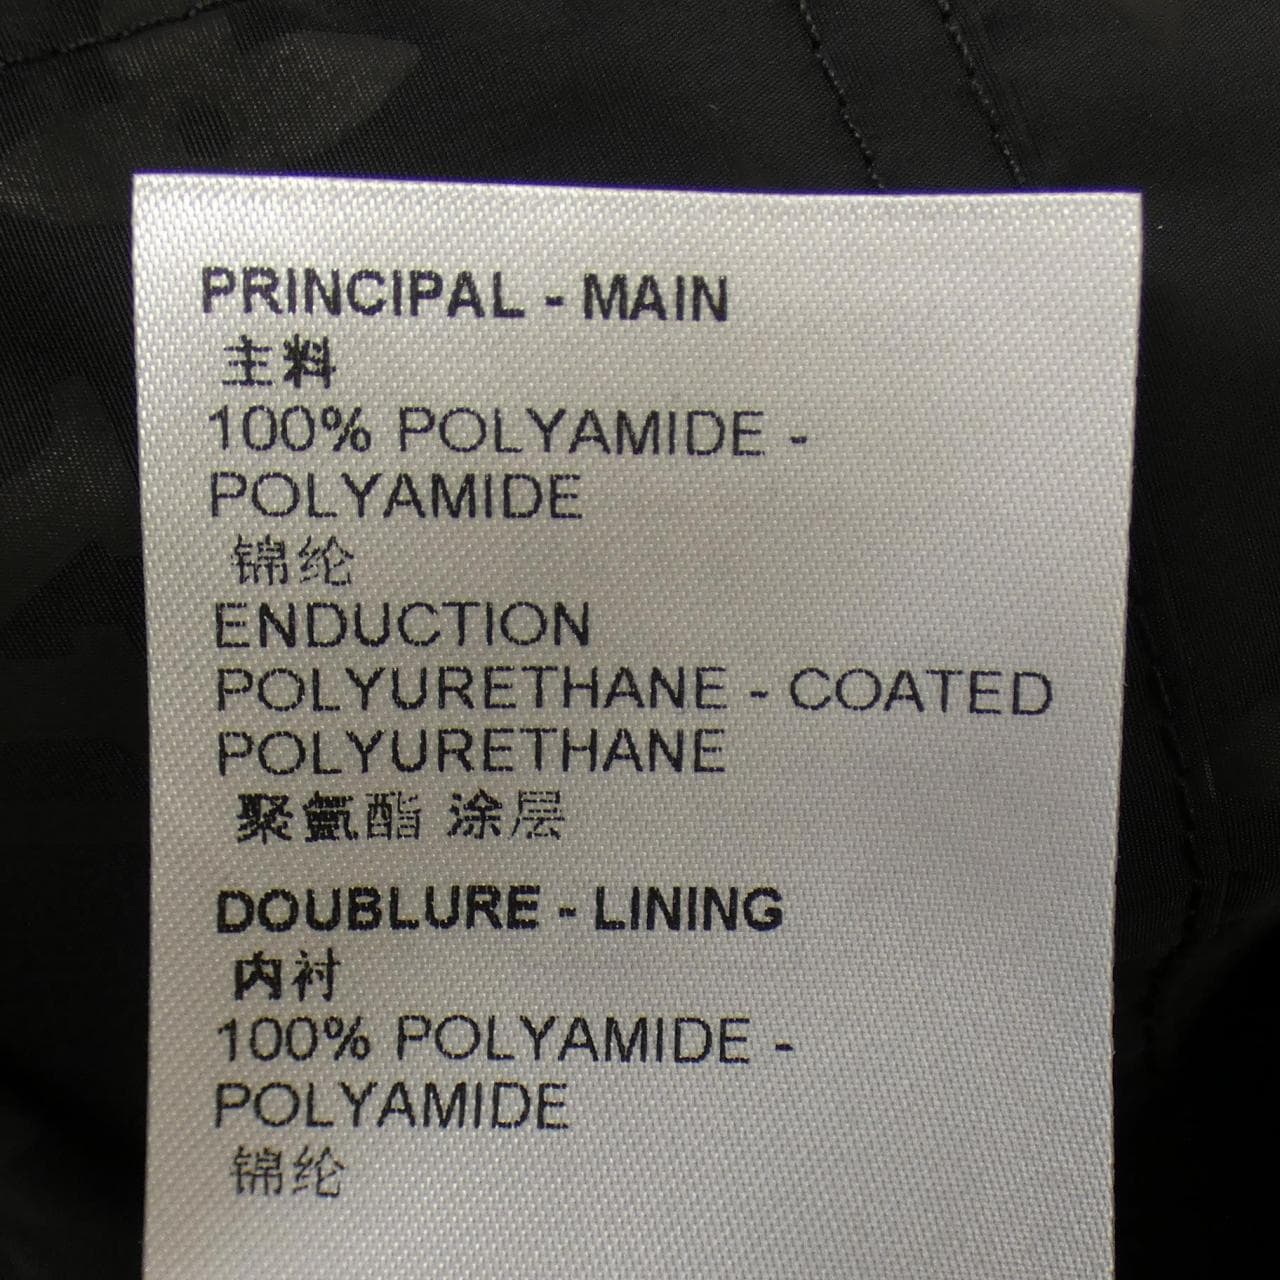 PRINCIPAL - MAIN
主料
100% POLYAMIDE -
POLYAMIDE
锦纶
ENDUCTION
POLYURETHANE - COATED
POLYURETHANE
聚氨酯 涂层
DOUBLURE - LINING
内衬
100% POLYAMIDE -
POLYAMIDE
锦纶